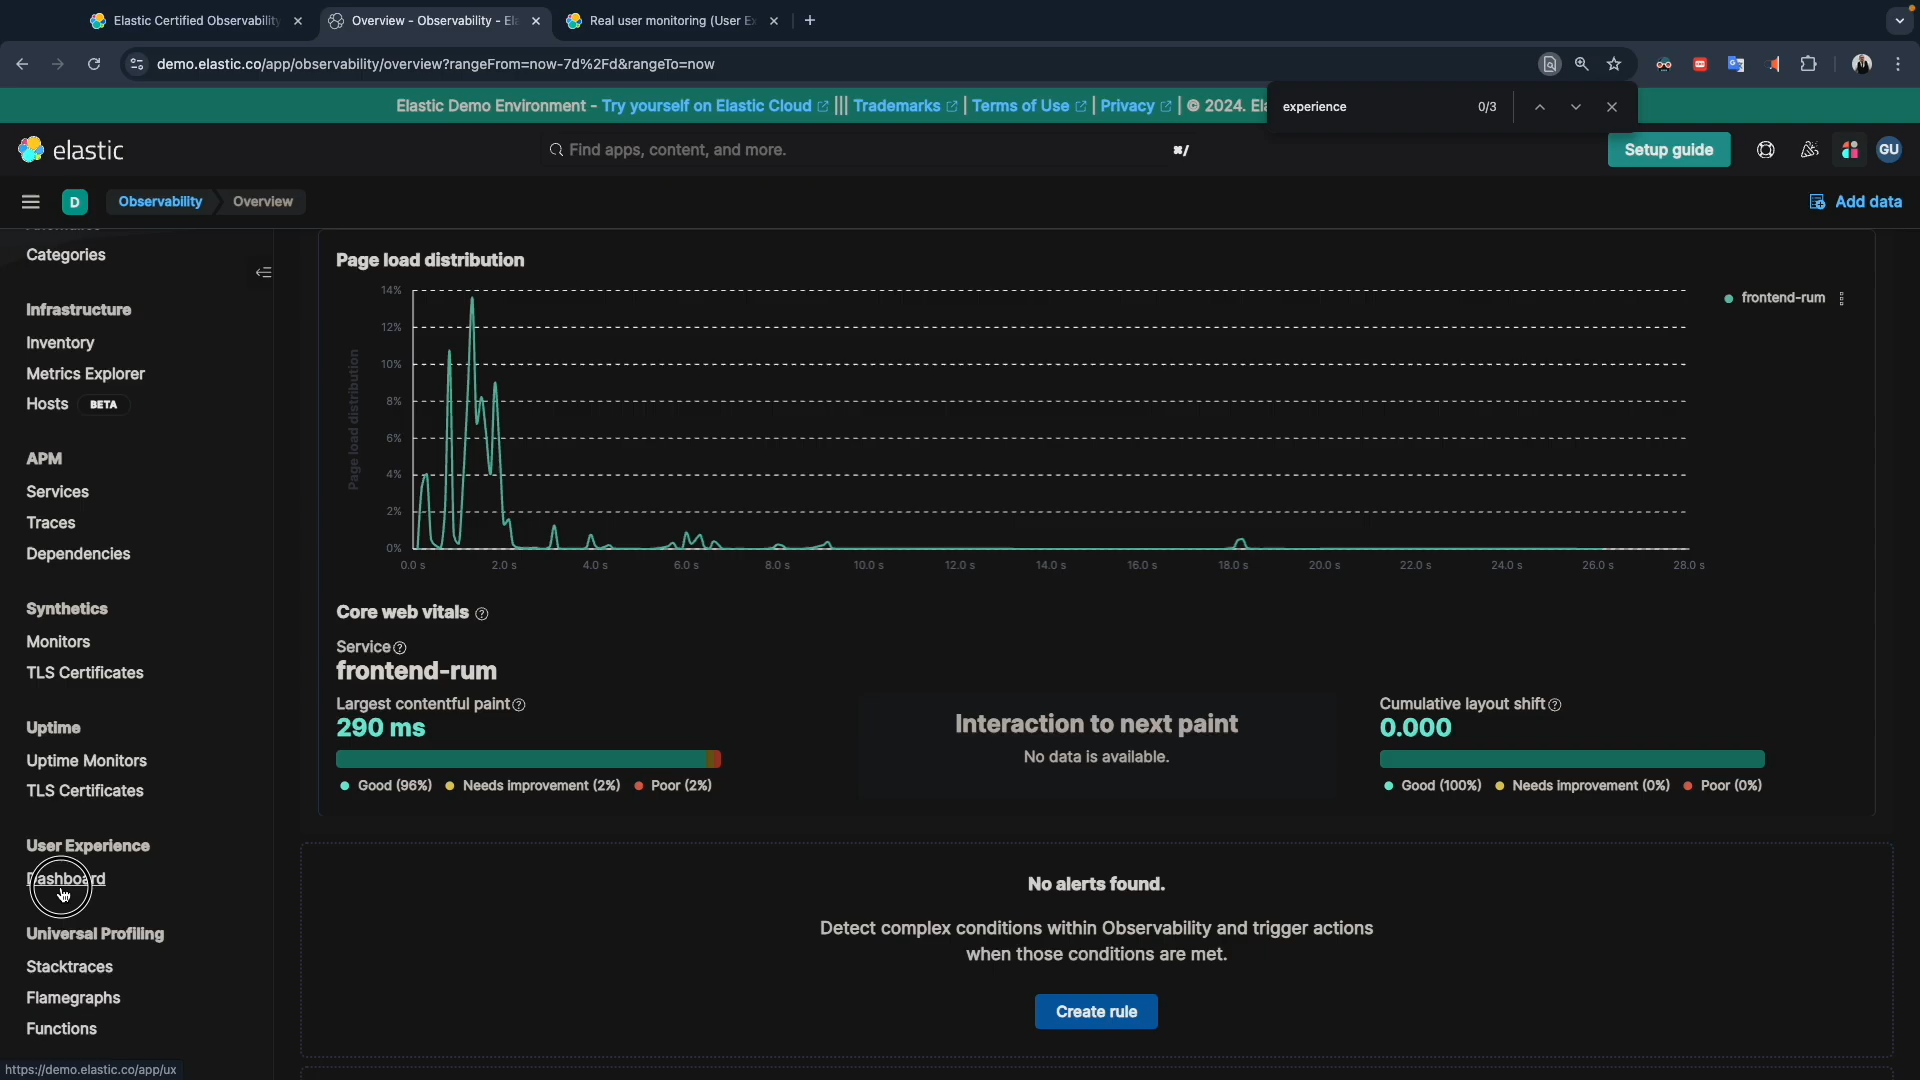 Elastic Certified Observability
Overview - Observability - El
Real user monitoring (User Ex
demo.elastic.co/app/observability/overview?rangeFrom=now-7d%2Fd&rangeTo=now
Elastic Demo Environment - Try yourself on Elastic Cloud ||| Trademarks | Terms of Use | Privacy | © 2024. Ela
experience 0/3
elastic
Find apps, content, and more.
⌘/
Setup guide
GU
D
Observability
Overview
Add data
Categories
Infrastructure
Inventory
Metrics Explorer
Hosts BETA
APM
Services
Traces
Dependencies
Synthetics
Monitors
TLS Certificates
Uptime
Uptime Monitors
TLS Certificates
User Experience
Dashboard
Universal Profiling
Stacktraces
Flamegraphs
Functions
https://demo.elastic.co/app/ux
Page load distribution
Page load distribution
14%
12%
10%
8%
6%
4%
2%
0%
0.0 s 2.0 s 4.0 s 6.0 s 8.0 s 10.0 s 12.0 s 14.0 s 16.0 s 18.0 s 20.0 s 22.0 s 24.0 s 26.0 s 28.0 s
frontend-rum
Core web vitals
Service
frontend-rum
Largest contentful paint
290 ms
Good (96%) Needs improvement (2%) Poor (2%)
Interaction to next paint
No data is available.
Cumulative layout shift
0.000
Good (100%) Needs improvement (0%) Poor (0%)
No alerts found.
Detect complex conditions within Observability and trigger actions
when those conditions are met.
Create rule